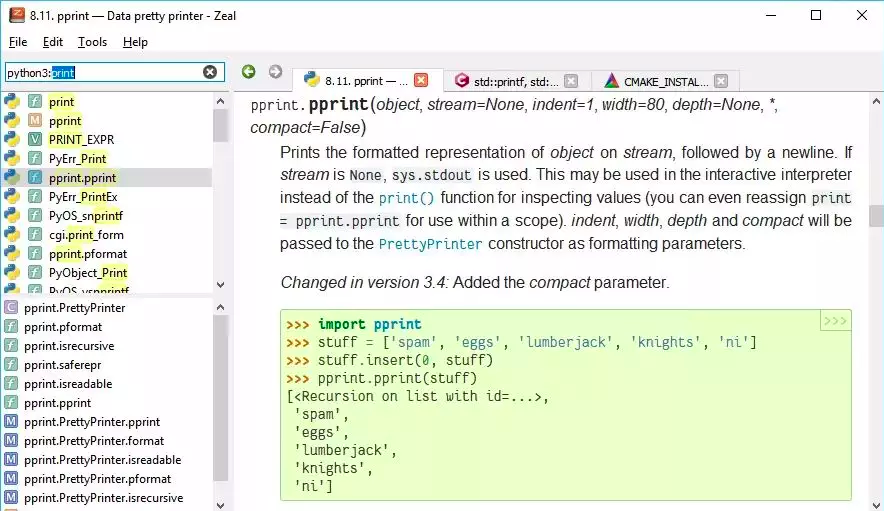 8.11. pprint — Data pretty printer - Zeal
File Edit Tools Help
python3:print
8.11. pprint — ...
std::printf, std:...
CMAKE_INSTAL...
print
pprint
PRINT_EXPR
PyErr_Print
pprint.pprint
PyErr_PrintEx
PyOS_snprintf
cgi.print_form
pprint.pformat
PyObject_Print
PyOS_vsnprintf
pprint.PrettyPrinter
pprint.pformat
pprint.isrecursive
pprint.saferepr
pprint.isreadable
pprint.pprint
pprint.PrettyPrinter.pprint
pprint.PrettyPrinter.format
pprint.PrettyPrinter.isreadable
pprint.PrettyPrinter.pformat
pprint.PrettyPrinter.isrecursive
pprint.pprint(object, stream=None, indent=1, width=80, depth=None, *,
compact=False)
Prints the formatted representation of object on stream, followed by a newline. If
stream is None, sys.stdout is used. This may be used in the interactive interpreter
instead of the print() function for inspecting values (you can even reassign print
= pprint.pprint for use within a scope). indent, width, depth and compact will be
passed to the PrettyPrinter constructor as formatting parameters.
Changed in version 3.4: Added the compact parameter.
>>>
>>> import pprint
>>> stuff = ['spam', 'eggs', 'lumberjack', 'knights', 'ni']
>>> stuff.insert(0, stuff)
>>> pprint.pprint(stuff)
[<Recursion on list with id=...>,
'spam',
'eggs',
'lumberjack',
'knights',
'ni']